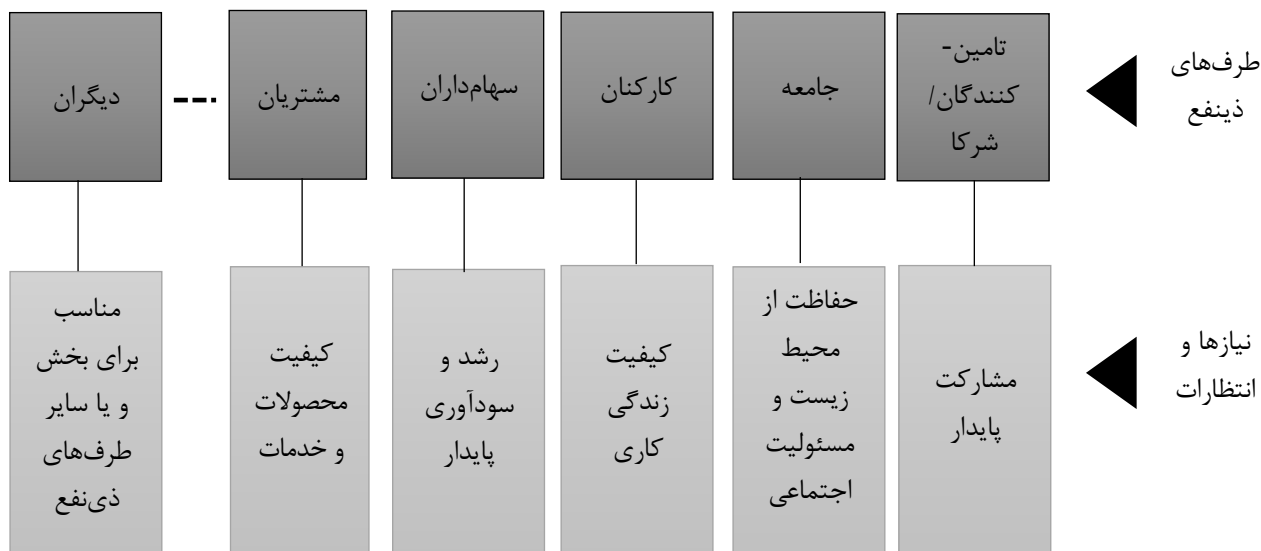 طرف‌های
ذینفع
تامین-
کنندگان/
شرکا
جامعه
کارکنان
سهام‌داران
مشتریان
دیگران
نیازها و
انتظارات
مشارکت
پایدار
حفاظت از
محیط
زیست و
مسئولیت
اجتماعی
کیفیت
زندگی
کاری
رشد و
سودآوری
پایدار
کیفیت
محصولات
و خدمات
مناسب
برای بخش
و یا سایر
طرف‌های
ذی‌نفع